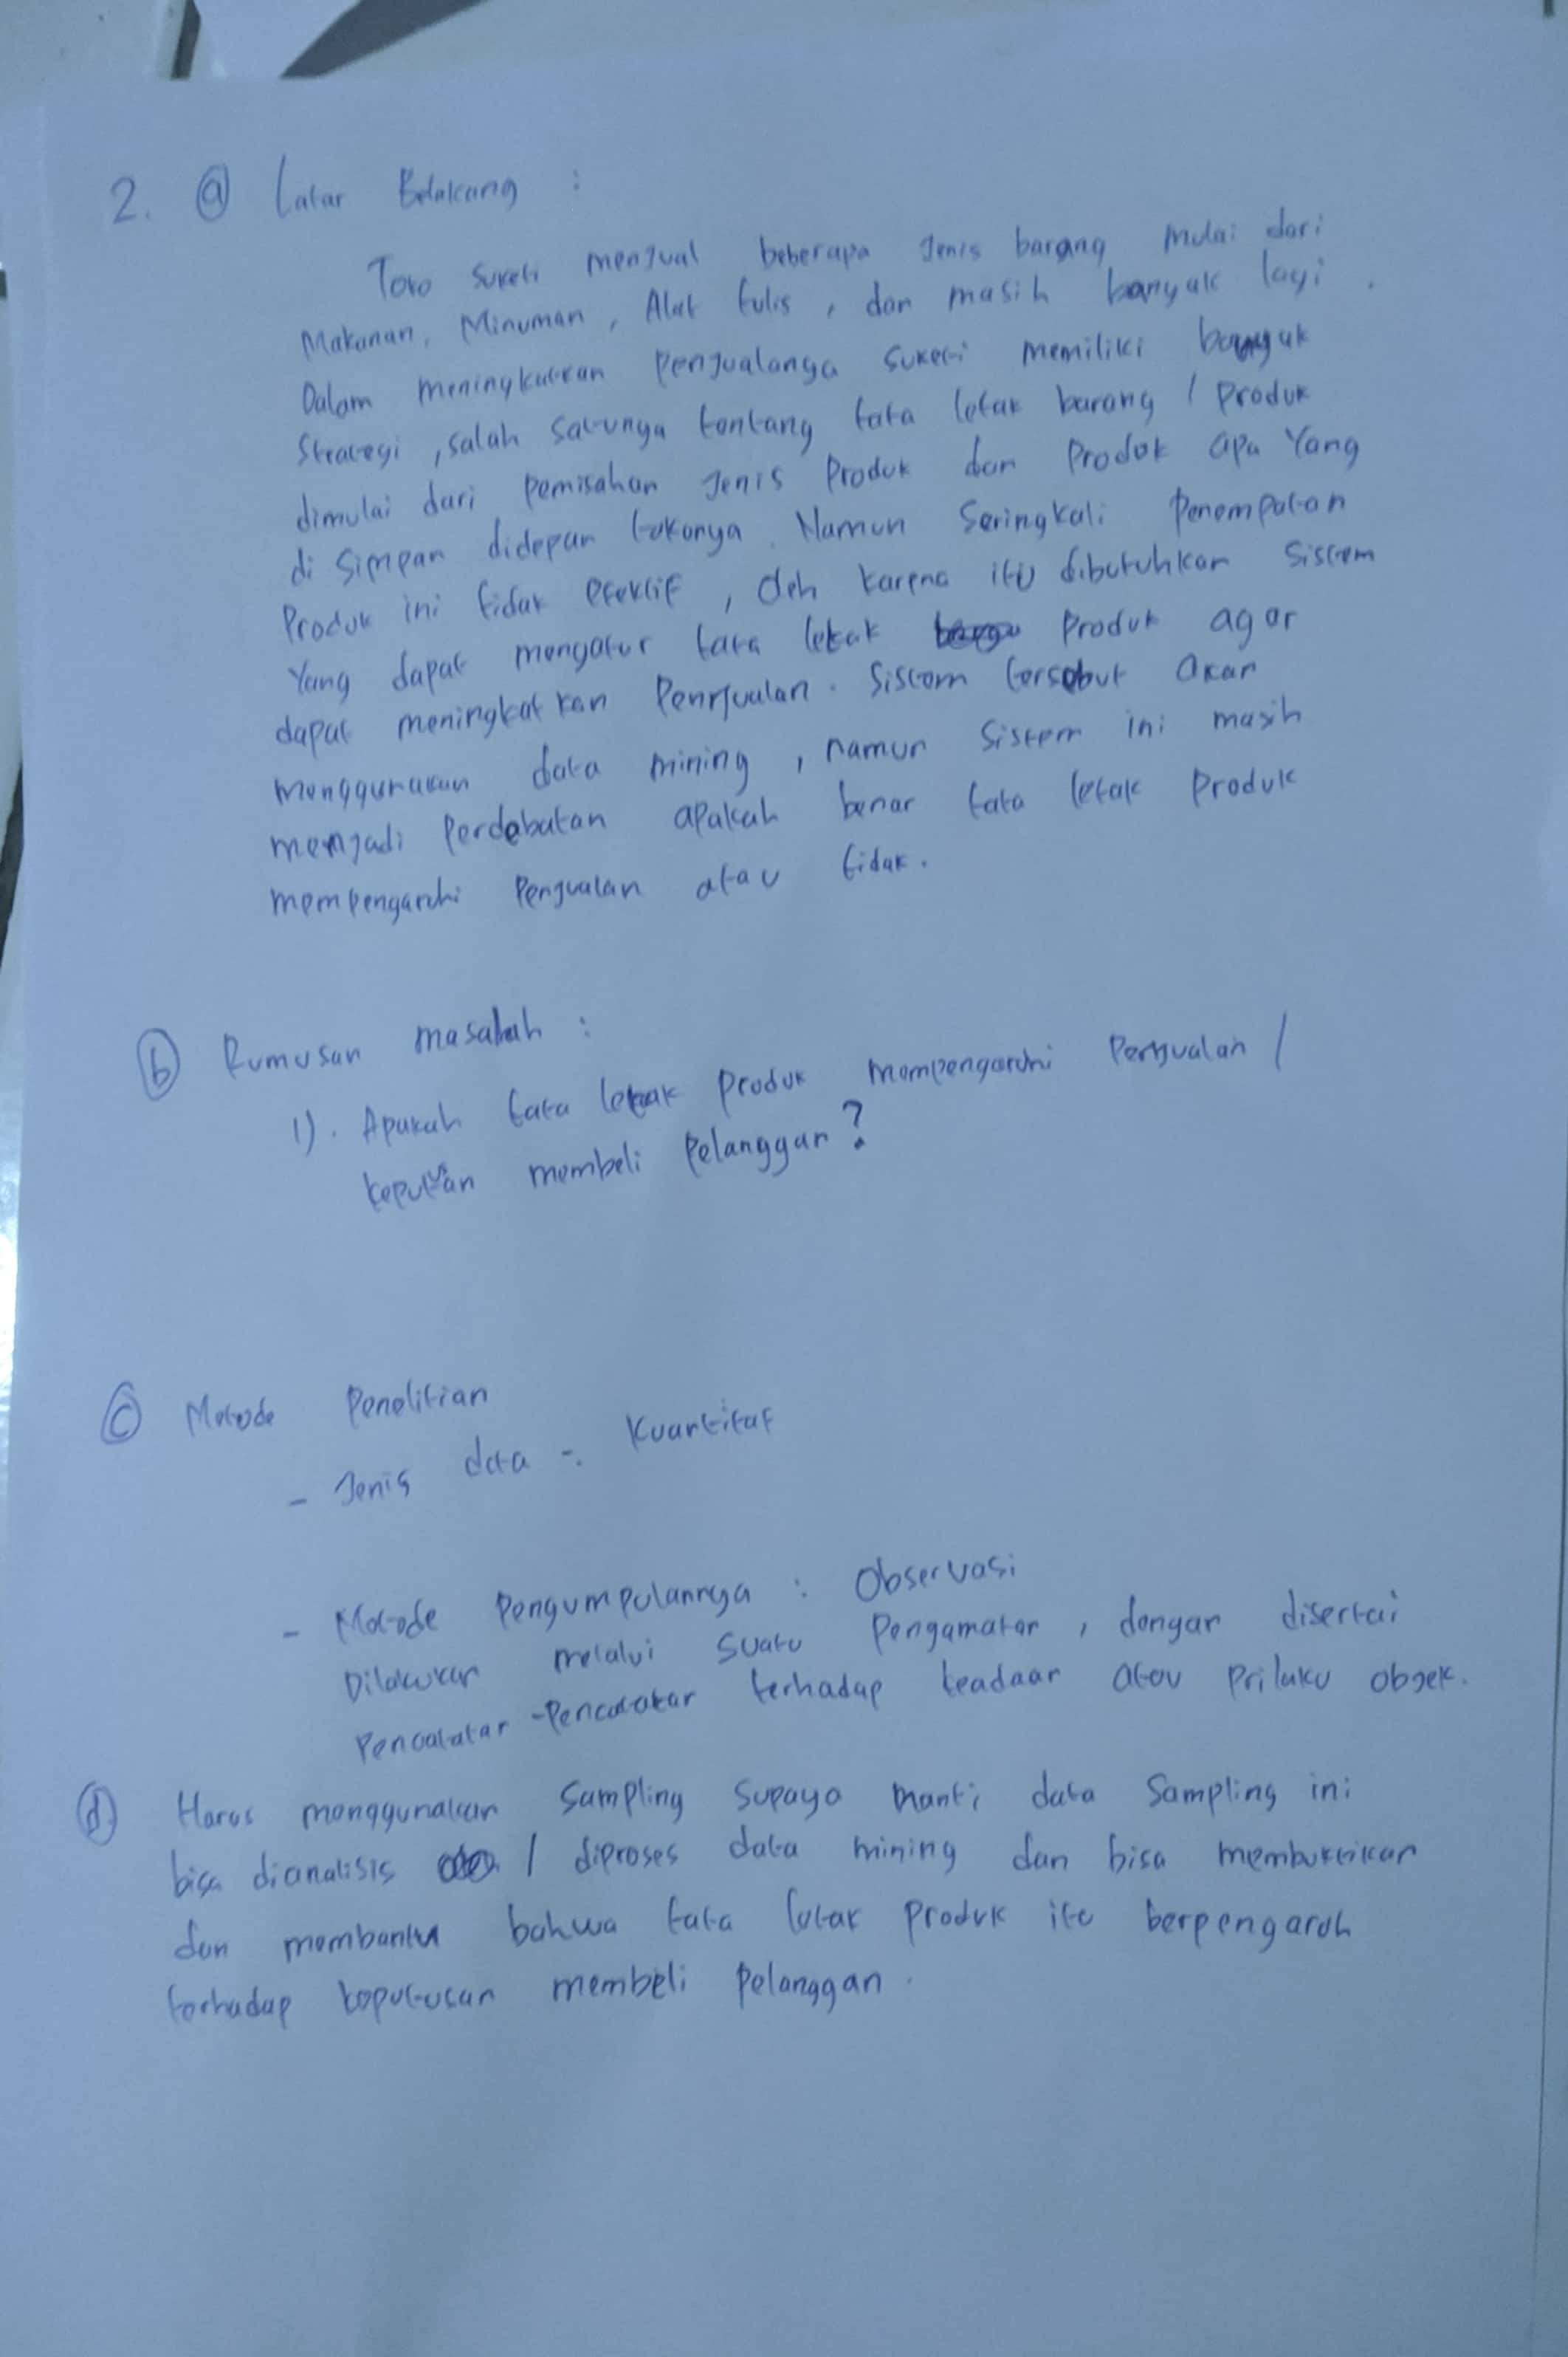 2. ⓐ Latar Belakang :
Toko Sukati menjual beberapa Jenis barang mulai dari
Makanan, Minuman, Alat tulis, dan masih banyak lagi.
Dalam meningkatkan Penjualanga Sukati memiliki banyak
Strategi, salah satunya tentang tata letak barang / Produk
dimulai dari pemisahan Jenis Produk dan Produk apa Yang
di Simpan didepan tokonya. Namun Seringkali Penempatan
Produk ini tidak efektif, oleh karena itu dibutuhkan Sistem
Yang dapat mengatur tata letak Produk agar
dapat meningkatkan Penrjualan. Sistem tersebut akan
menggunakan data mining, namun Sistem ini masih
menjadi Perdebatan apakah benar tata letak Produk
mempengaruhi Penjualan atau tidak.
ⓑ Rumusan masalah :
1). Apakah tata letak Produk mempengaruhi Penjualan /
keputusan membeli Pelanggan ?
ⓒ Metode Penelitian
- Jenis data : Kuantitaf
- Metode Pengumpulannya : Observasi
Dilakukan melalui Suatu Pengamatan, dengan disertai
Pencatatan-Pencatatan terhadap keadaan atau Prilaku objek.
ⓓ Harus menggunakan Sampling Supaya nanti data Sampling ini
bisa dianalisis / diproses data mining dan bisa membuktikan
dan membantu bahwa tata letak Produk itu berpengaruh
terhadap keputusan membeli Pelanggan.